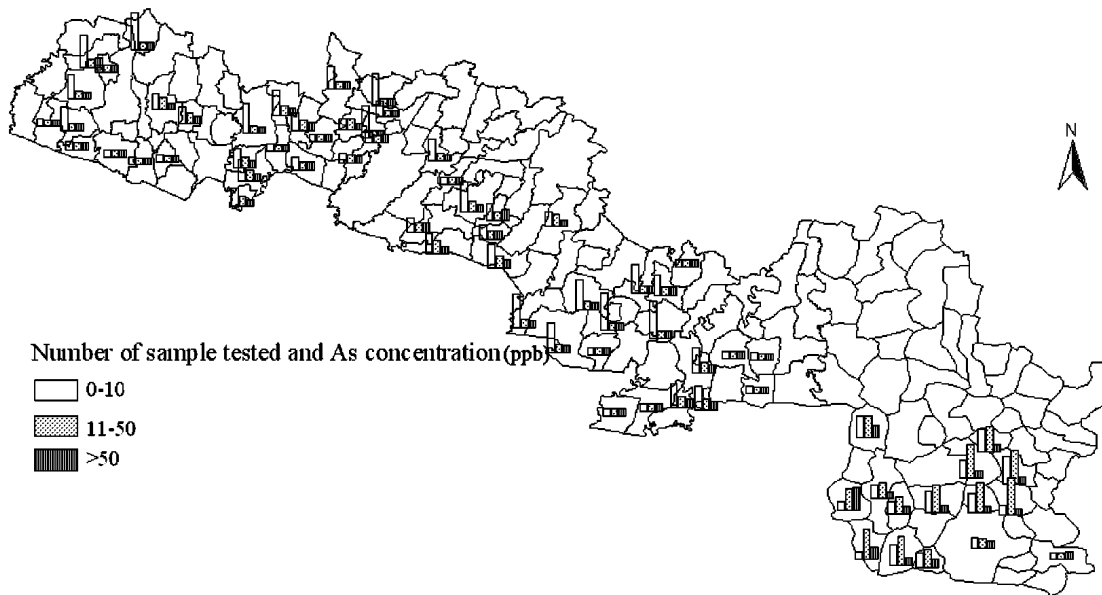 N
Number of sample tested and As concentration(ppb)
0-10
11-50
>50